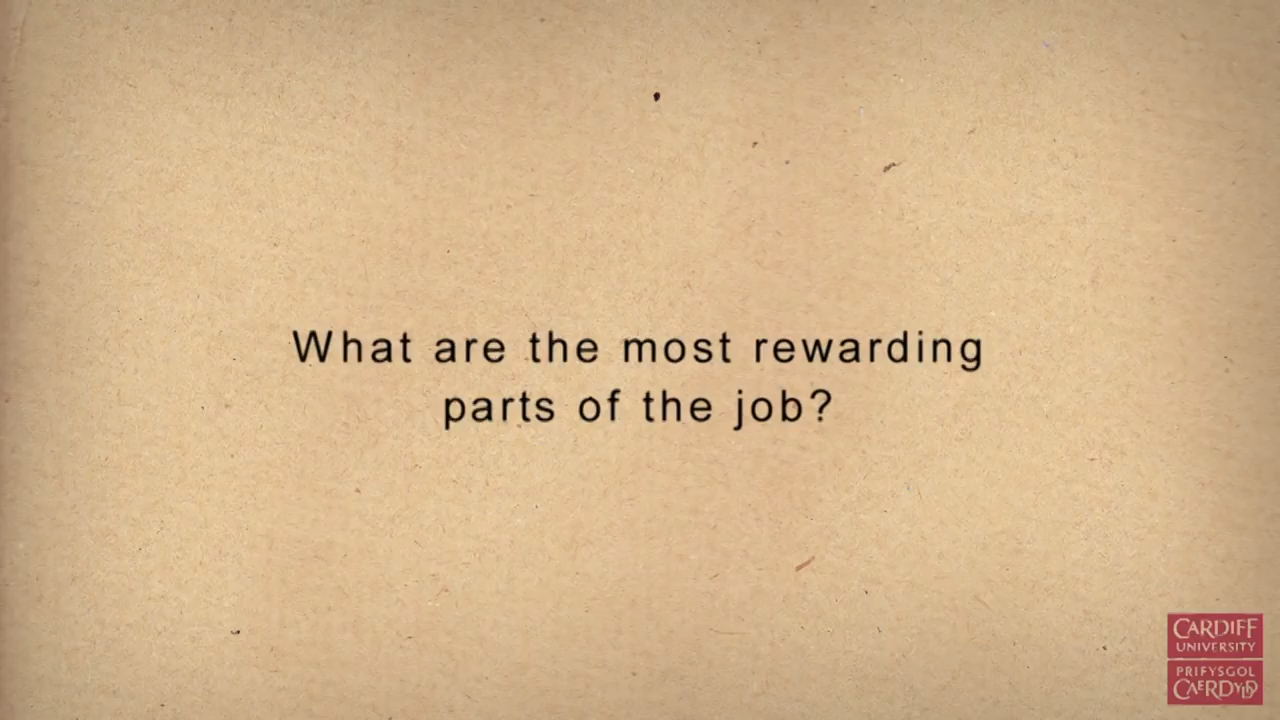 What are the most rewarding
parts of the job?
CARDIFF
UNIVERSITY
PRIFYSGOL
CAERDYDD